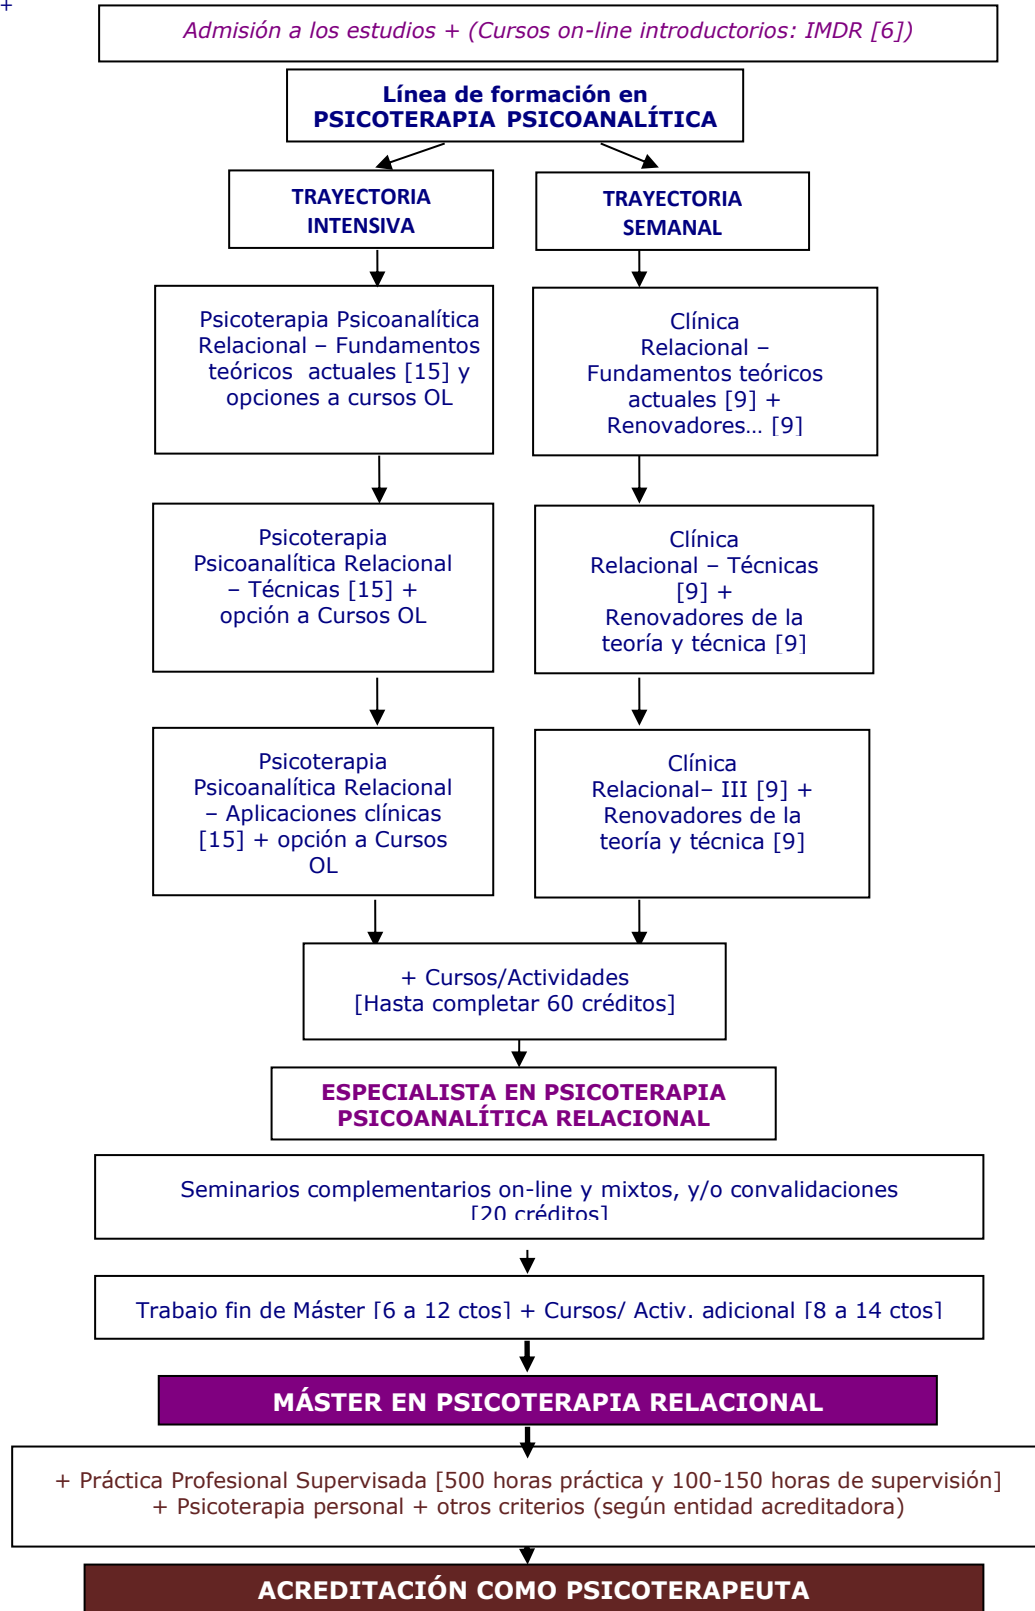 +
Admisión a los estudios + (Cursos on-line introductorios: IMDR [6])
Línea de formación en
PSICOTERAPIA PSICOANALÍTICA
TRAYECTORIA
INTENSIVA
TRAYECTORIA
SEMANAL
Psicoterapia Psicoanalítica
Relacional – Fundamentos
teóricos actuales [15] y
opciones a cursos OL
Clínica
Relacional –
Fundamentos teóricos
actuales [9] +
Renovadores... [9]
Psicoterapia
Psicoanalítica Relacional
– Técnicas [15] +
opción a Cursos OL
Clínica
Relacional – Técnicas
[9] +
Renovadores de la
teoría y técnica [9]
Psicoterapia
Psicoanalítica Relacional
– Aplicaciones clínicas
[15] + opción a Cursos
OL
Clínica
Relacional– III [9] +
Renovadores de la
teoría y técnica [9]
+ Cursos/Actividades
[Hasta completar 60 créditos]
ESPECIALISTA EN PSICOTERAPIA
PSICOANALÍTICA RELACIONAL
Seminarios complementarios on-line y mixtos, y/o convalidaciones
[20 créditos]
Trabajo fin de Máster [6 a 12 ctos] + Cursos/ Activ. adicional [8 a 14 ctos]
MÁSTER EN PSICOTERAPIA RELACIONAL
+ Práctica Profesional Supervisada [500 horas práctica y 100-150 horas de supervisión]
+ Psicoterapia personal + otros criterios (según entidad acreditadora)
ACREDITACIÓN COMO PSICOTERAPEUTA